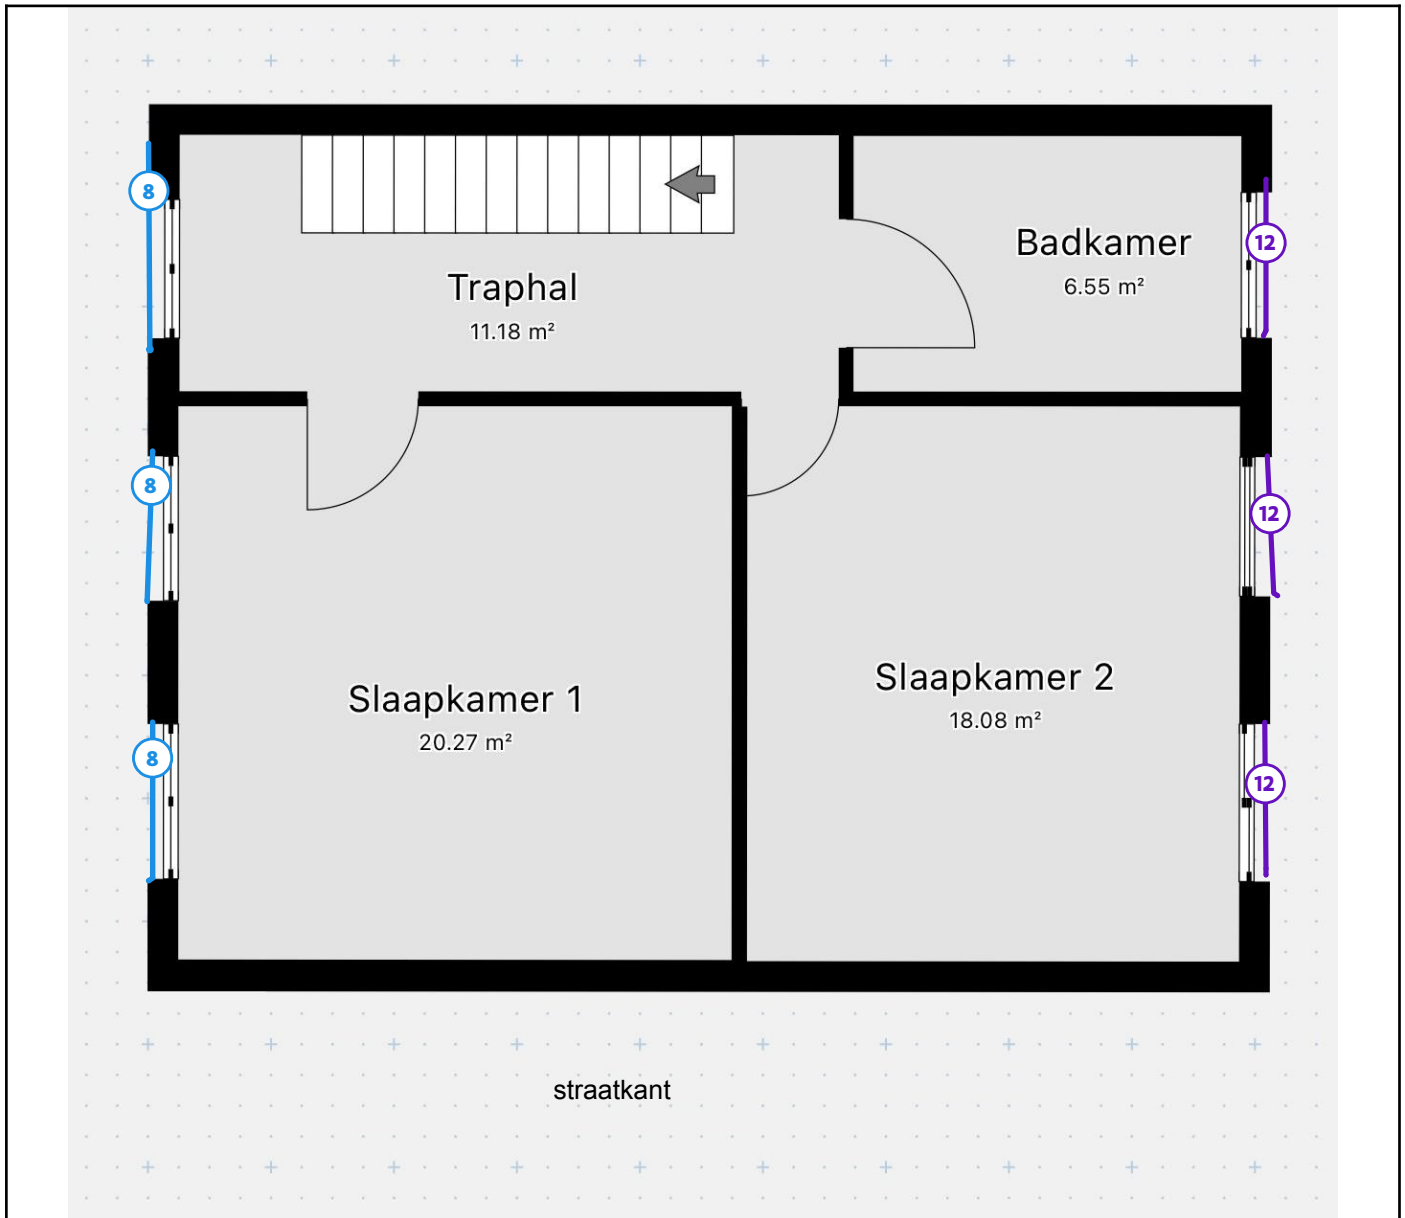 8
Badkamer
6.55 m²
12
Traphal
11.18 m²
8
12
Slaapkamer 1
20.27 m²
Slaapkamer 2
18.08 m²
8
12
straatkant